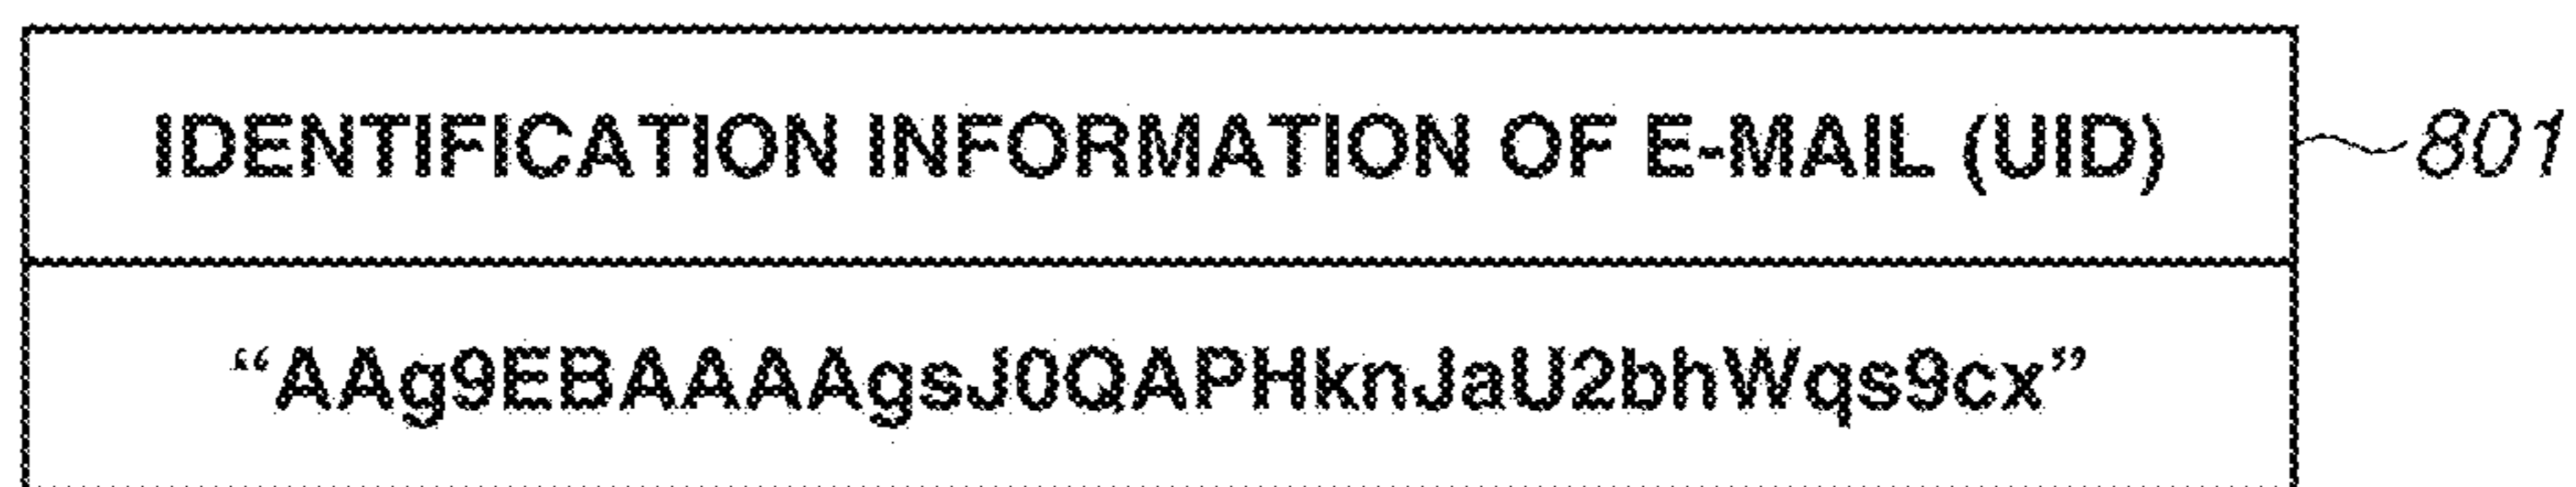 IDENTIFICATION INFORMATION OF E-MAIL (UID) 801
“AAg9EBAAAAgsJ0QAPHknJaU2bhWqs9cx”